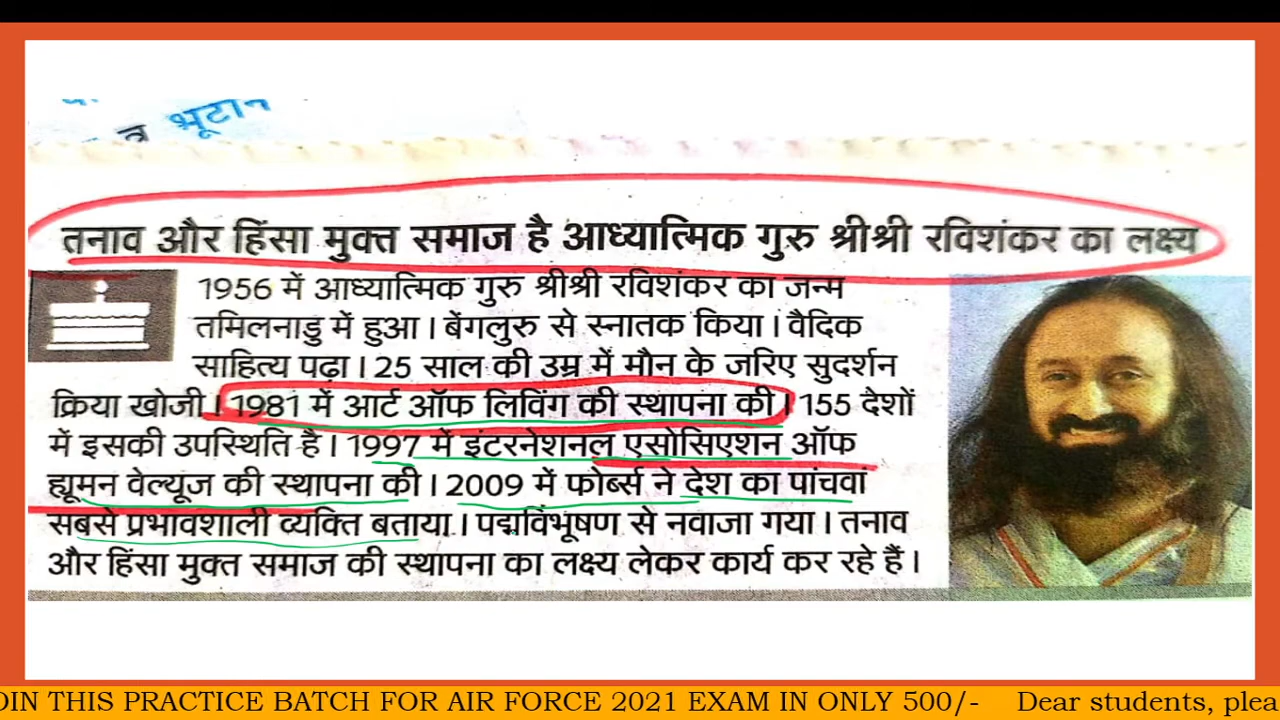 भूटान
तनाव और हिंसा मुक्त समाज है आध्यात्मिक गुरु श्रीश्री रविशंकर का लक्ष्य
1956 में आध्यात्मिक गुरु श्रीश्री रविशंकर का जन्म
तमिलनाडु में हुआ। बेंगलुरु से स्नातक किया। वैदिक
साहित्य पढ़ा। 25 साल की उम्र में मौन के जरिए सुदर्शन
क्रिया खोजी। 1981 में आर्ट ऑफ लिविंग की स्थापना की। 155 देशों
में इसकी उपस्थिति है। 1997 में इंटरनेशनल एसोसिएशन ऑफ
ह्यूमन वेल्यूज की स्थापना की। 2009 में फोर्ब्स ने देश का पांचवां
सबसे प्रभावशाली व्यक्ति बताया। पद्मविभूषण से नवाजा गया। तनाव
और हिंसा मुक्त समाज की स्थापना का लक्ष्य लेकर कार्य कर रहे हैं।
THIS PRACTICE BATCH FOR AIR FORCE 2021 EXAM IN ONLY 500/- Dear students,